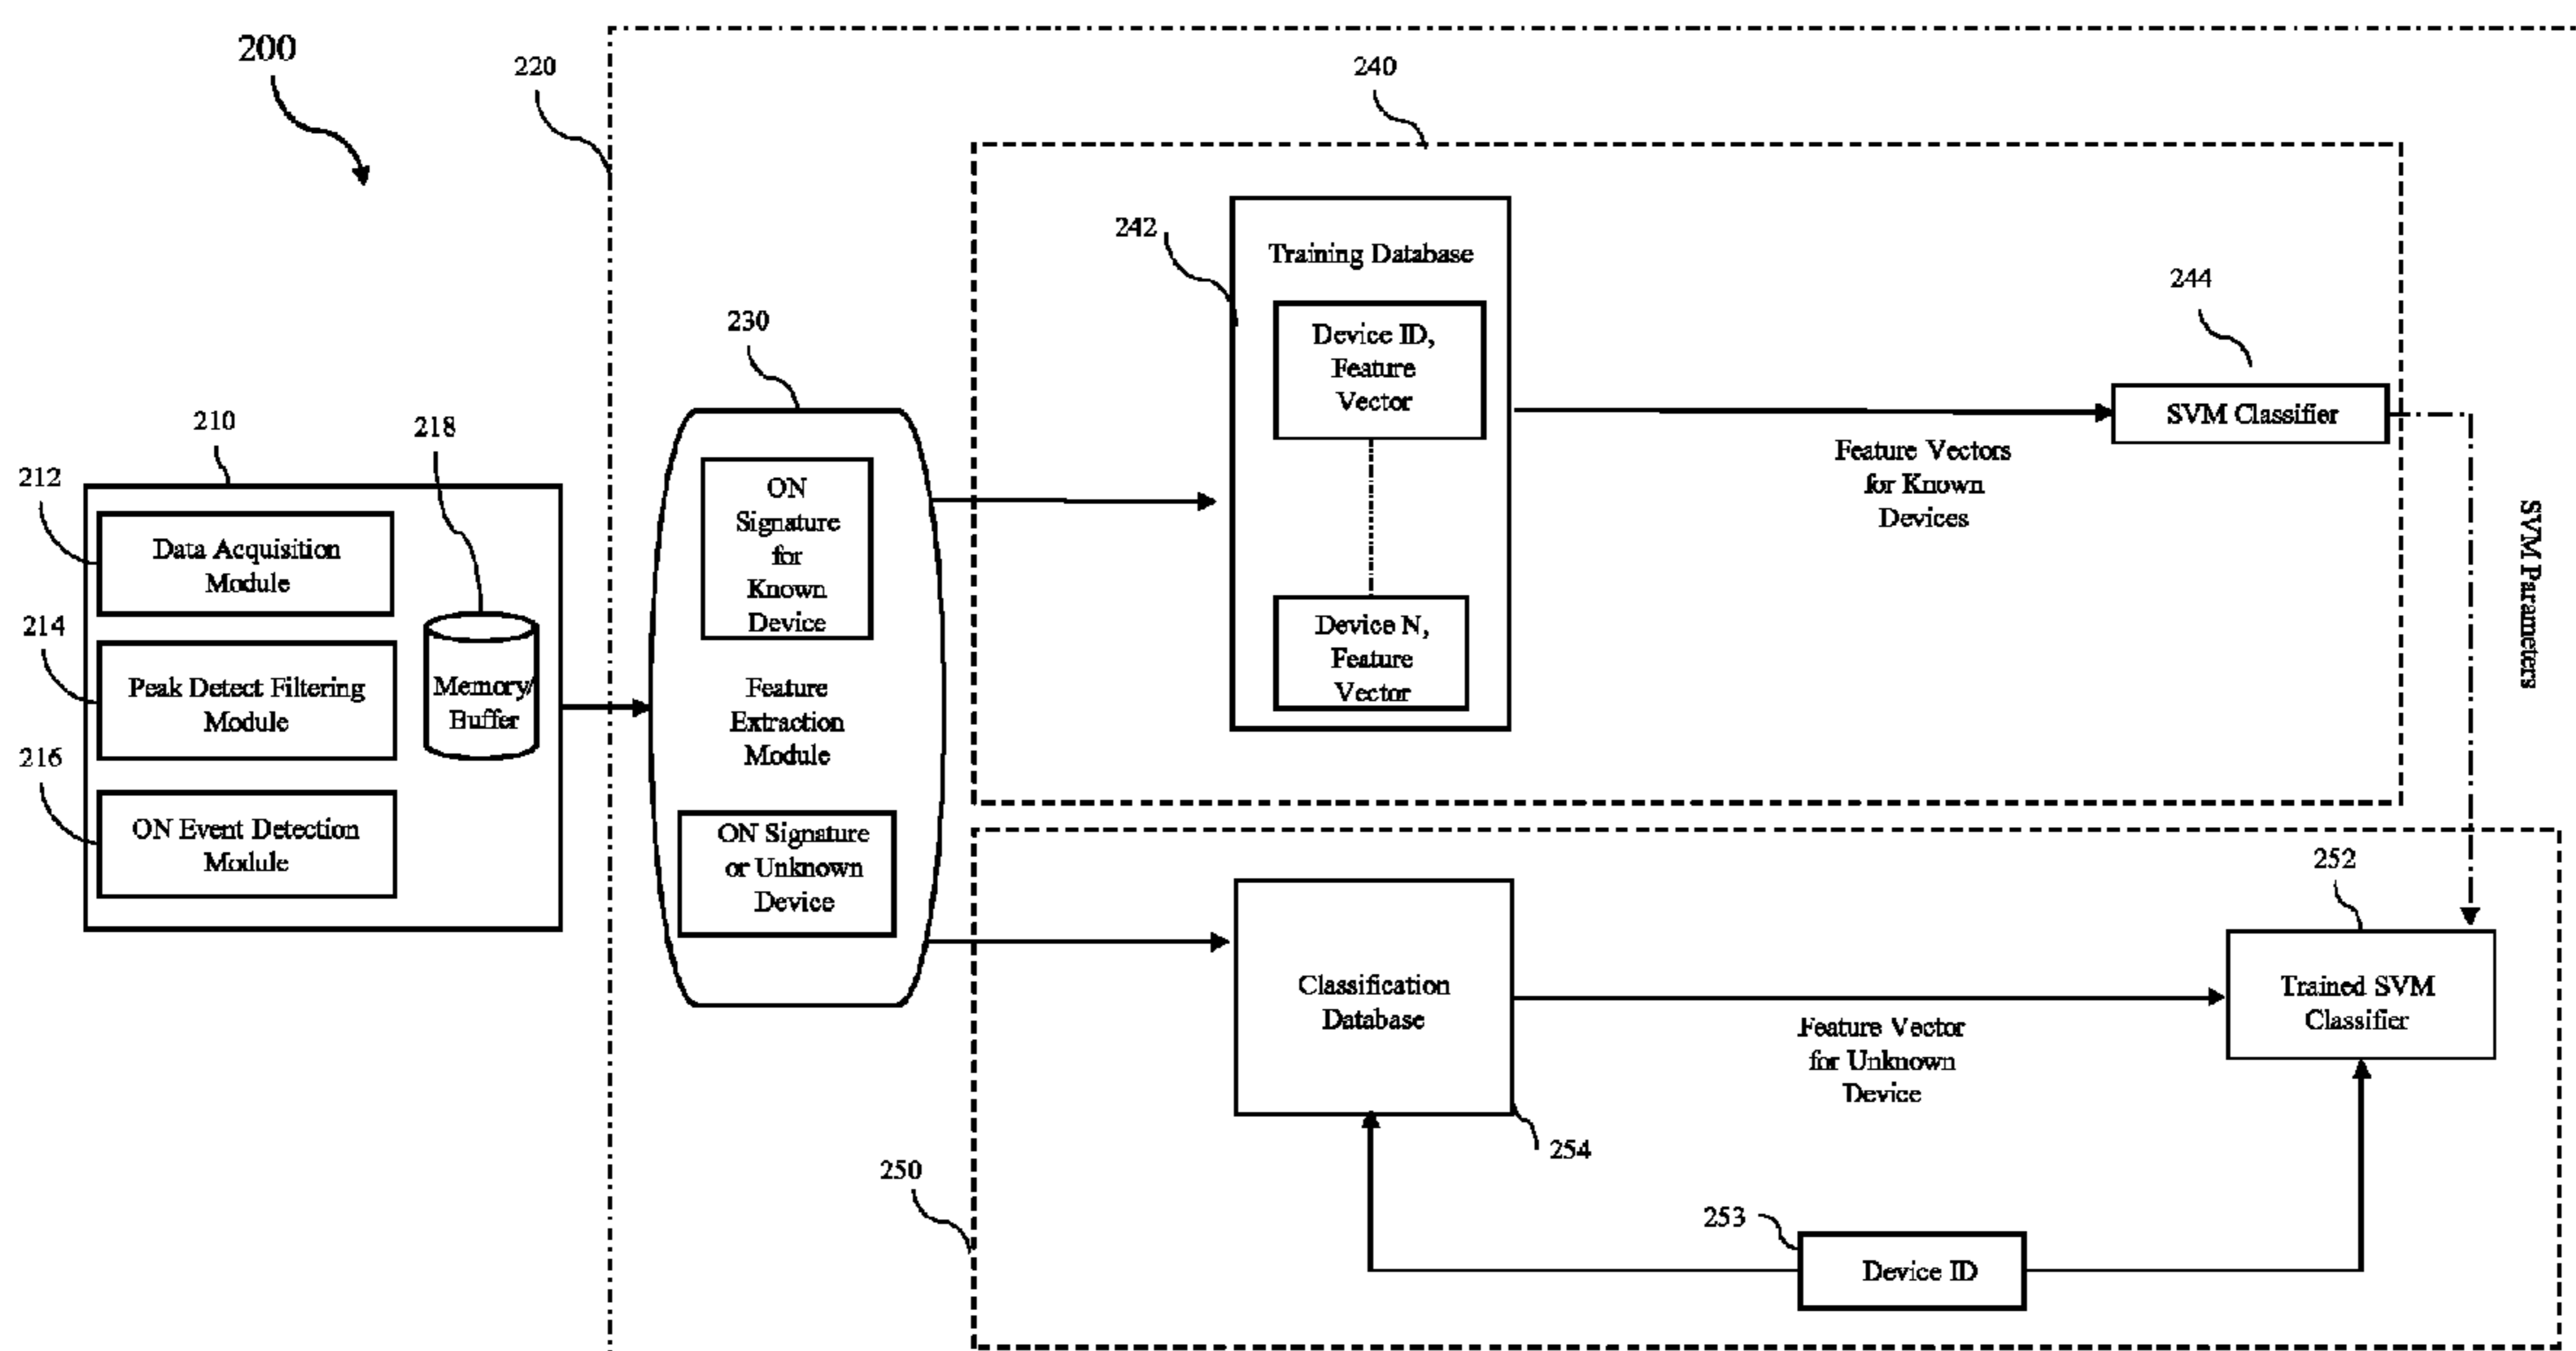 200
220
240
242
Training Database
Device ID,
Feature
Vector
Device N,
Feature
Vector
244
SVM Classifier
Feature Vectors
for Known
Devices
SVM Parameters
230
ON
Signature
for
Known
Device
Feature
Extraction
Module
ON Signature
or Unknown
Device
210
218
212
Data Acquisition
Module
214
Peak Detect Filtering
Module
Memory/
Buffer
216
ON Event Detection
Module
252
Trained SVM
Classifier
Classification
Database
Feature Vector
for Unknown
Device
254
250
253
Device ID